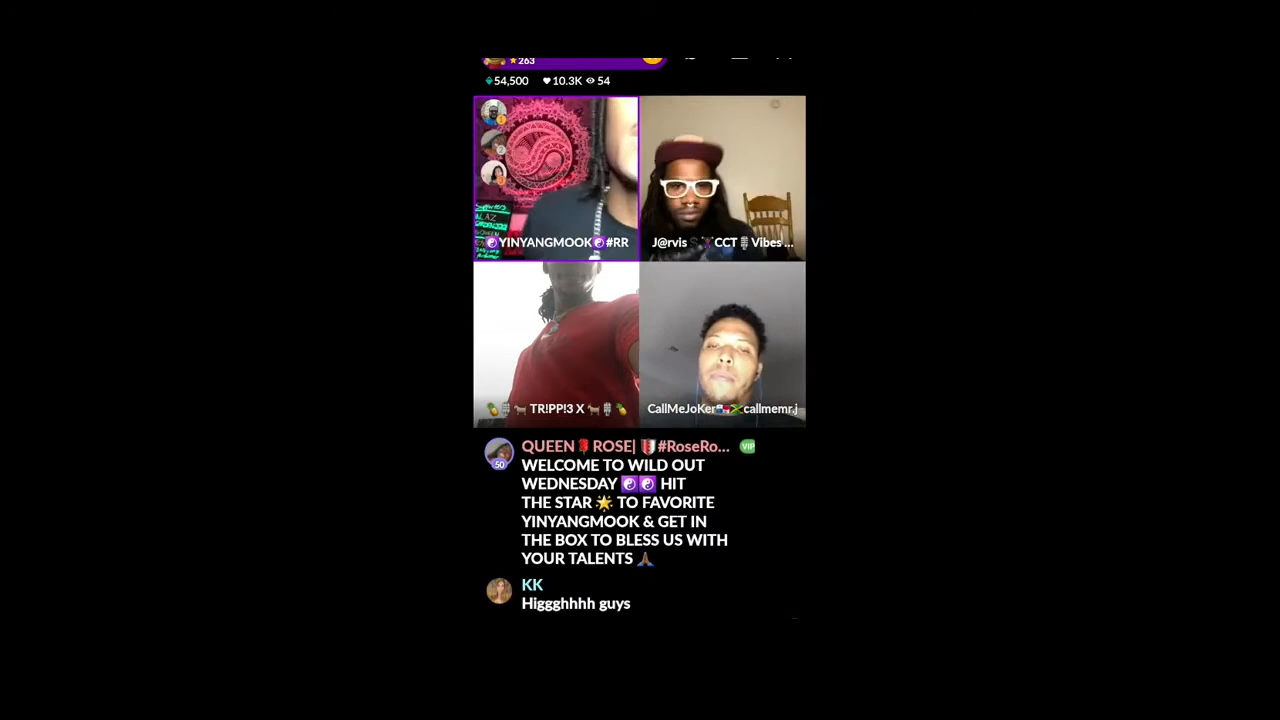 263
54,500 10.3K 54
☯YINYANGMOOK☯#RR
J@rvis CCT🎙Vibes ...
🍍🎙🐐 TR!PP!3 X 🐐🎙🍍
CallMeJoKer🇵🇦🇯🇲callmemr.j
50
QUEEN🌹ROSE| #RoseRo... VIP
WELCOME TO WILD OUT
WEDNESDAY ☯☯ HIT
THE STAR 🌟 TO FAVORITE
YINYANGMOOK & GET IN
THE BOX TO BLESS US WITH
YOUR TALENTS 🙏🏾
KK
Higgghhhh guys